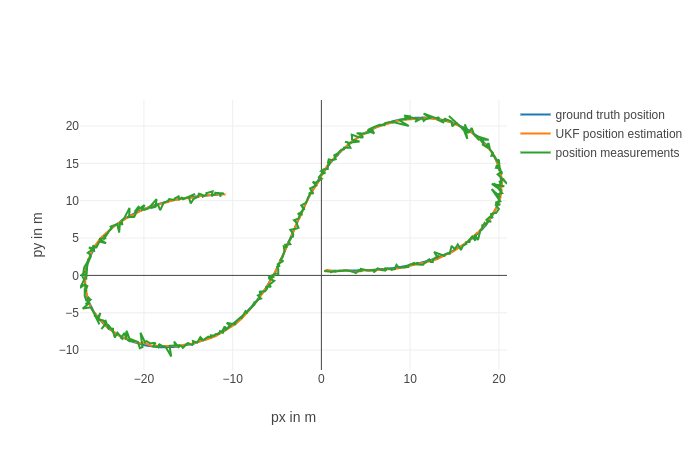 ground truth position
UKF position estimation
position measurements
20
15
10
5
0
−5
−10
py in m
−20
−10
0
10
20
px in m